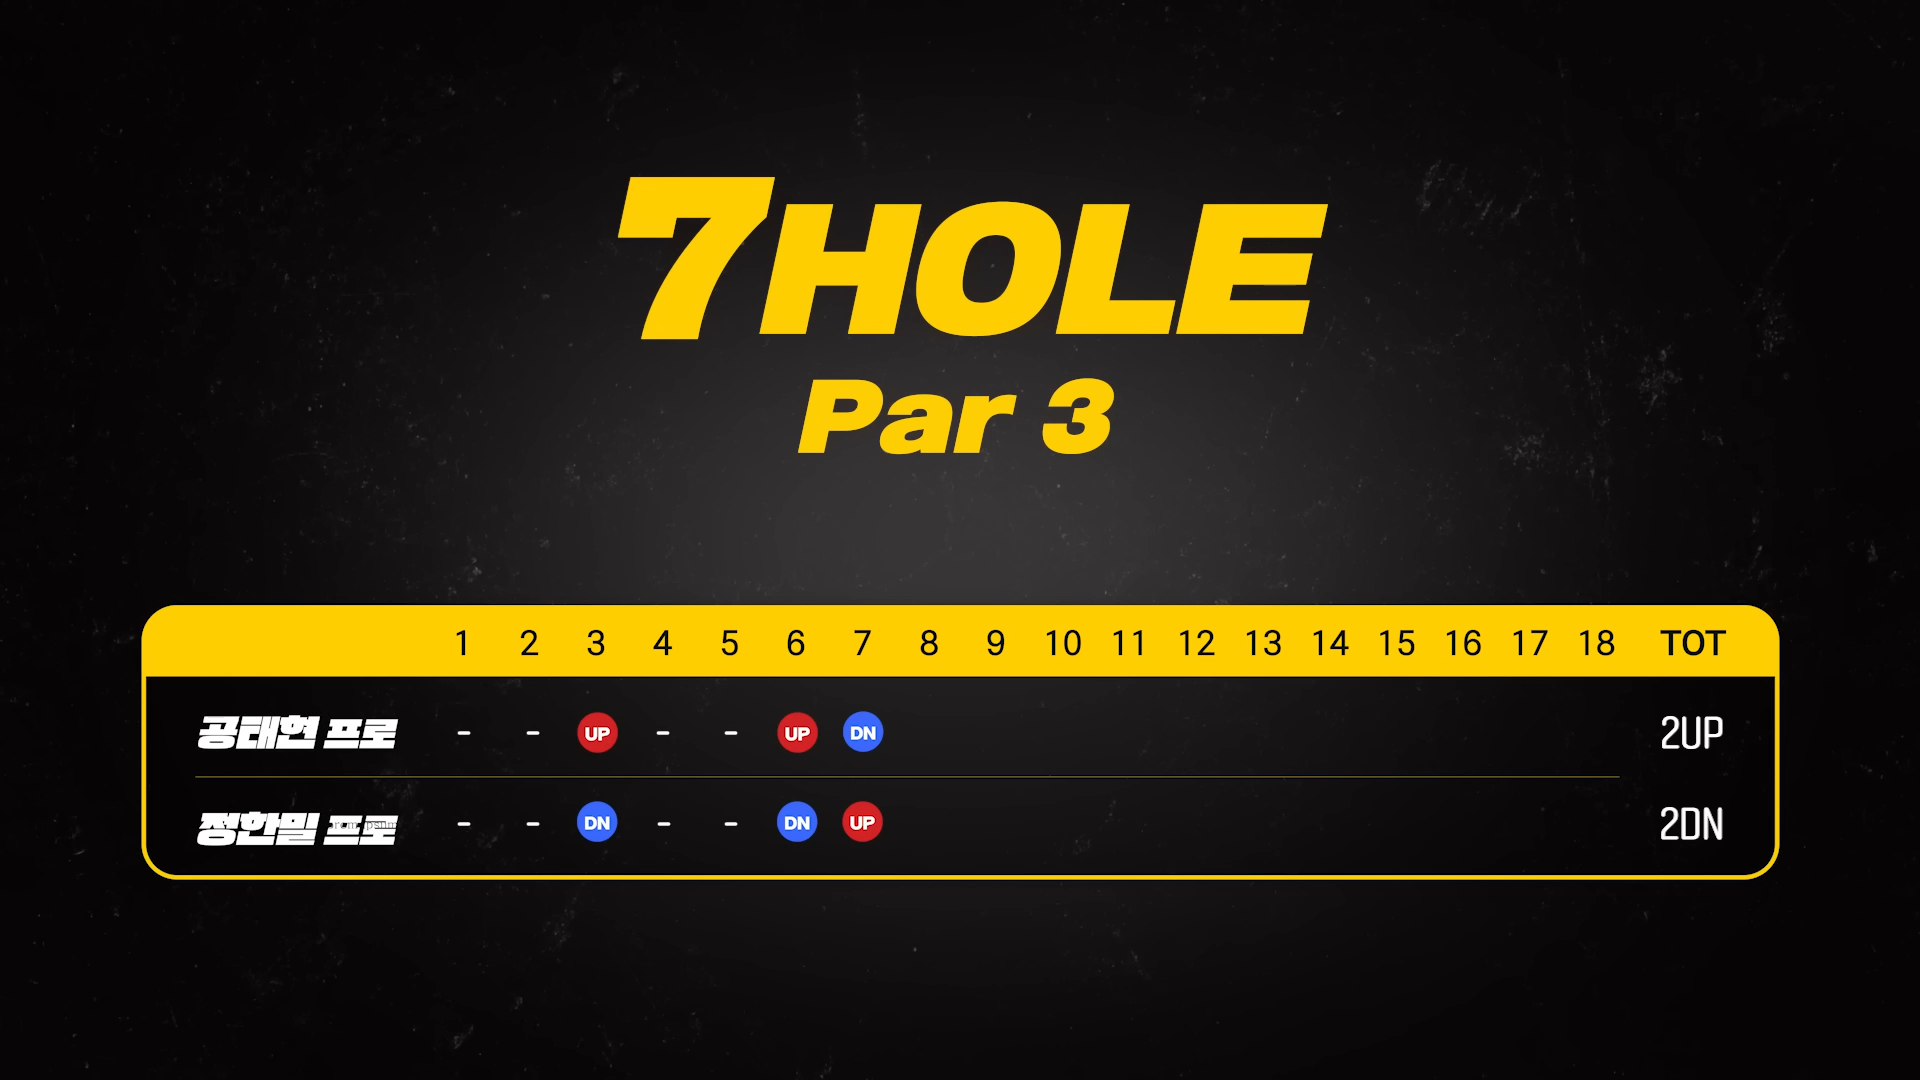 7HOLE
Par 3
1 2 3 4 5 6 7 8 9 10 11 12 13 14 15 16 17 18 TOT
공태현 프로 - - UP - - UP DN 2UP
정한밀 프로 - - DN - - DN UP 2DN